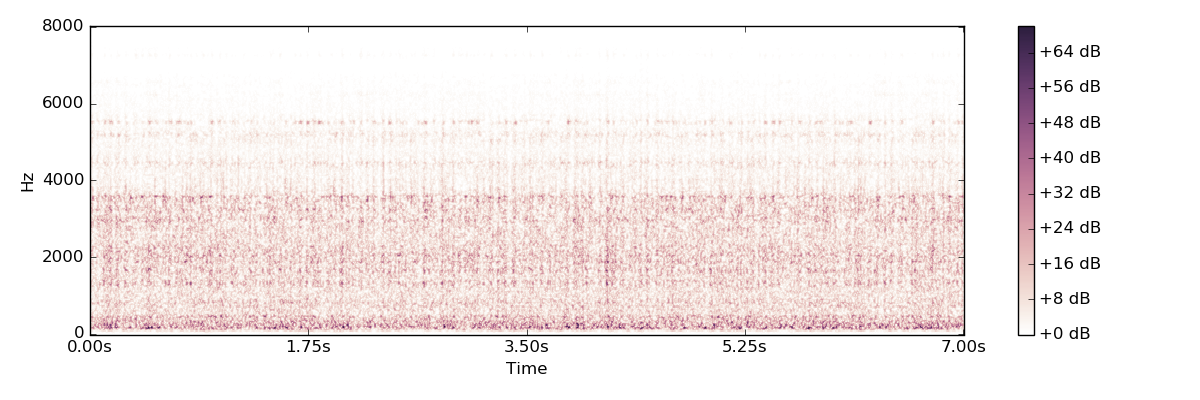 8000
6000
4000
2000
0
Hz
0.00s 1.75s 3.50s 5.25s 7.00s
Time
+64 dB
+56 dB
+48 dB
+40 dB
+32 dB
+24 dB
+16 dB
+8 dB
+0 dB